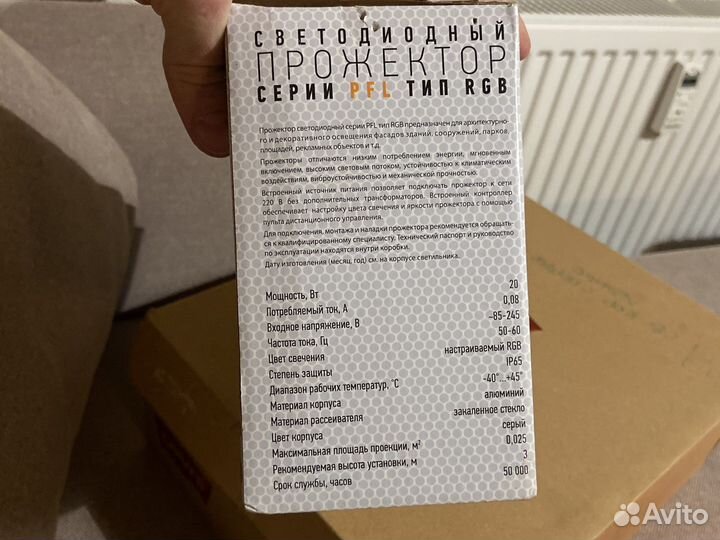 СВЕТОДИОДНЫЙ
ПРОЖЕКТОР
СЕРИИ PFL ТИП RGB
Прожектор светодиодный серии PFL тип RGB предназначен для архитектурно-
го и декоративного освещения фасадов зданий, сооружений, парков,
площадей, рекламных объектов и т.д.
Прожекторы отличаются низким потреблением энергии, мгновенным
включением, высоким световым потоком, устойчивостью к климатическим
воздействиям, виброустойчивостью и механической прочностью.
Встроенный источник питания позволяет подключать прожектор к сети
220 В без дополнительных трансформаторов. Встроенный контроллер
обеспечивает настройку цвета свечения и яркости прожектора с помощью
пульта дистанционного управления.
Для подключения, монтажа и наладки прожектора рекомендуется обращать-
ся к квалифицированному специалисту. Технический паспорт и руководство
по эксплуатации находятся внутри коробки.
Дату изготовления (месяц, год) см. на корпусе светильника.
Мощность, Вт 20
Потребляемый ток, А 0,08
Входное напряжение, В ~85-245
Частота тока, Гц 50-60
Цвет свечения настраиваемый RGB
Степень защиты IP65
Диапазон рабочих температур, °С -40°...+45°
Материал корпуса алюминий
Материал рассеивателя закаленное стекло
Цвет корпуса серый
Максимальная площадь проекции, м² 0,025
Рекомендуемая высота установки, м 3
Срок службы, часов 50 000
Avito